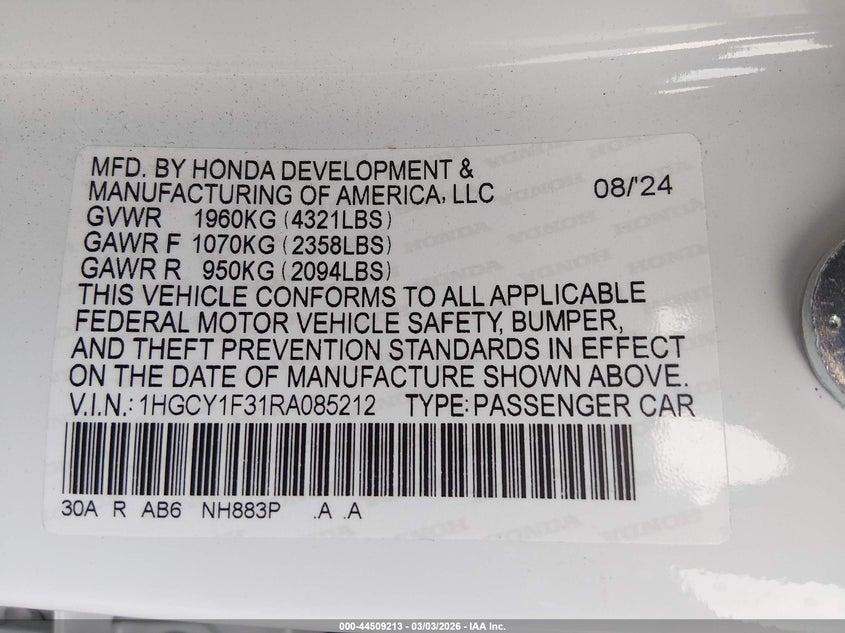 MFD. BY HONDA DEVELOPMENT &
MANUFACTURING OF AMERICA, LLC 08/'24
GVWR 1960KG (4321LBS)
GAWR F 1070KG (2358LBS)
GAWR R 950KG (2094LBS)
THIS VEHICLE CONFORMS TO ALL APPLICABLE
FEDERAL MOTOR VEHICLE SAFETY, BUMPER,
AND THEFT PREVENTION STANDARDS IN EFFECT
ON THE DATE OF MANUFACTURE SHOWN ABOVE.
V.I.N.: 1HGCY1F31RA085212 TYPE: PASSENGER CAR
30A R AB6 NH883P .A .A
000-44509213 - 03/03/2026 - IAA Inc.